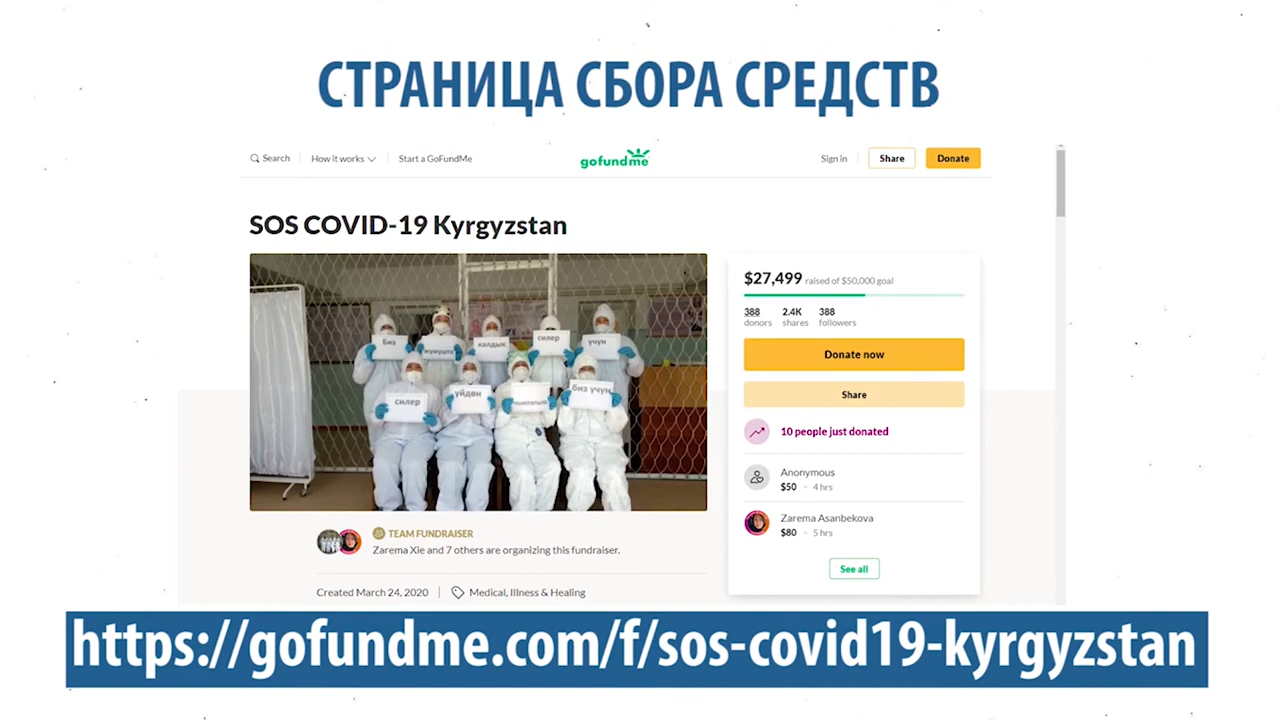 СТРАНИЦА СБОРА СРЕДСТВ
Search
How it works
Start a GoFundMe
gofundme
Sign in
Share
Donate
SOS COVID-19 Kyrgyzstan
Биз
жумушта
калдык
силер
үчүн
силер
үйдөн
чыкпагыла
биз үчүн
$27,499 raised of $50,000 goal
388 donors
2.4K shares
388 followers
Donate now
Share
10 people just donated
Anonymous
$50 • 4 hrs
Zarema Asanbekova
$80 • 5 hrs
See all
TEAM FUNDRAISER
Zarema Xie and 7 others are organizing this fundraiser.
Created March 24, 2020
Medical, Illness & Healing
https://gofundme.com/f/sos-covid19-kyrgyzstan